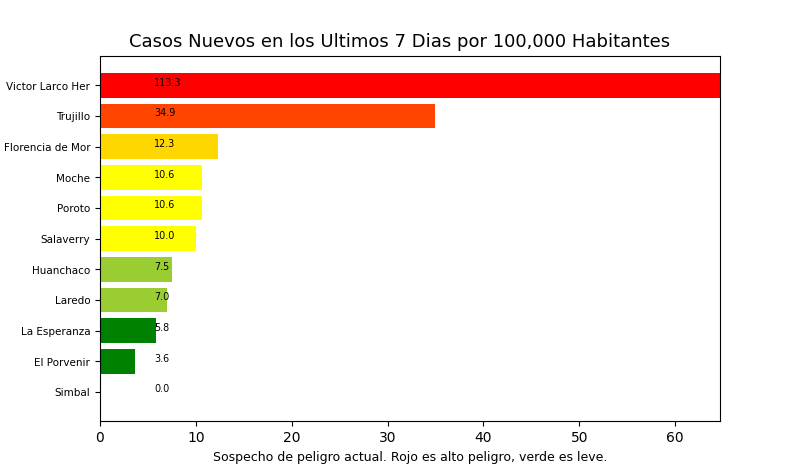 Casos Nuevos en los Ultimos 7 Dias por 100,000 Habitantes
Victor Larco Her 113.3
Trujillo 34.9
Florencia de Mor 12.3
Moche 10.6
Poroto 10.6
Salaverry 10.0
Huanchaco 7.5
Laredo 7.0
La Esperanza 5.8
El Porvenir 3.6
Simbal 0.0
0 10 20 30 40 50 60
Sospecho de peligro actual. Rojo es alto peligro, verde es leve.